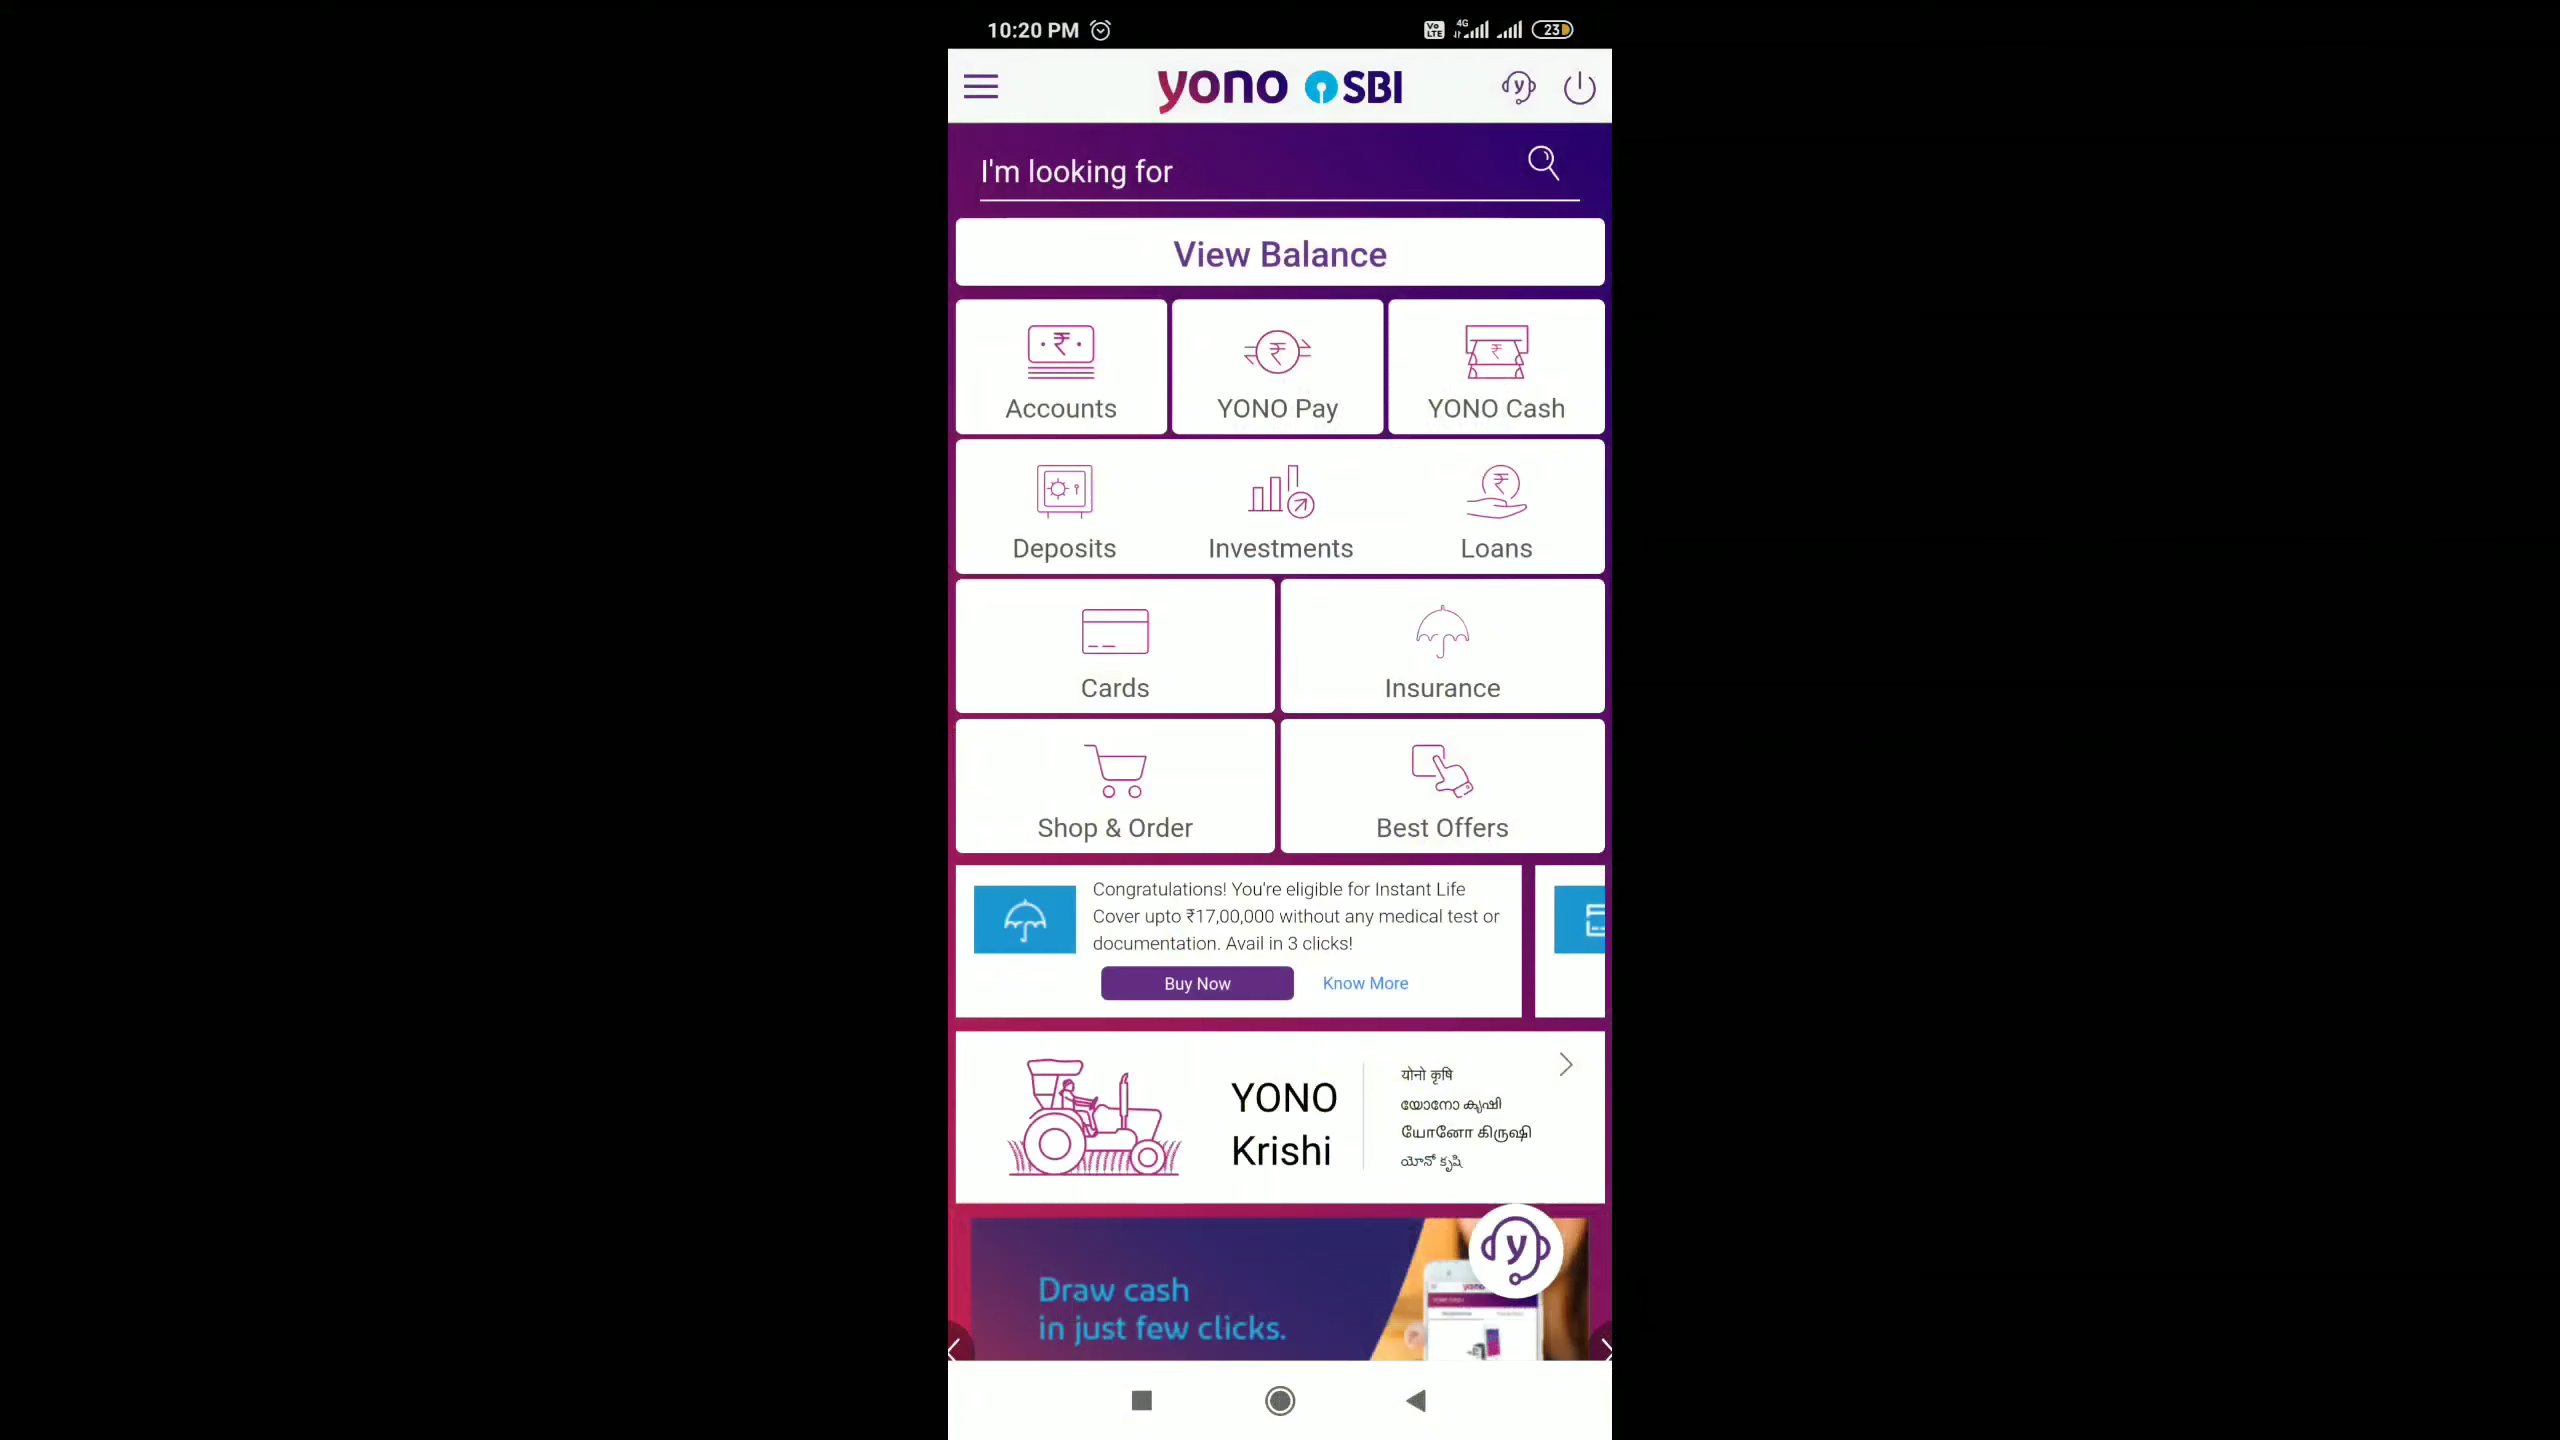 10:20 PM
Vo LTE 4G 23
yono SBI
I'm looking for
View Balance
Accounts YONO Pay YONO Cash
Deposits Investments Loans
Cards Insurance
Shop & Order Best Offers
Congratulations! You're eligible for Instant Life
Cover upto ₹17,00,000 without any medical test or
documentation. Avail in 3 clicks!
Buy Now Know More
YONO
Krishi
योनो कृषि
യോനോ കൃഷി
யோனோ கிருஷி
యోనో కృషి
Draw cash
in just few clicks.